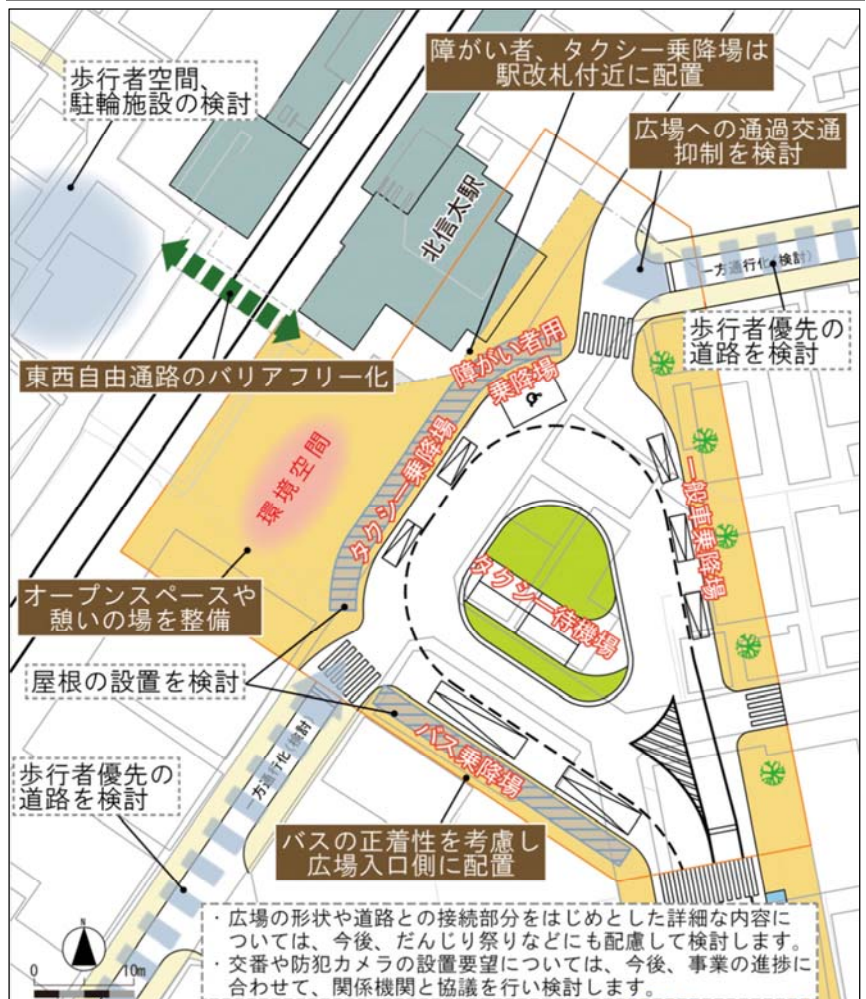 障がい者、タクシー乗降場は
駅改札付近に配置
歩行者空間、
駐輪施設の検討
広場への通過交通
抑制を検討
北信太駅
一方通行化(検討)
歩行者優先の
道路を検討
障がい者用
乗降場
東西自由通路のバリアフリー化
タクシー乗降場
一般車乗降場
環境空間
タクシー待機場
オープンスペースや
憩いの場を整備
屋根の設置を検討
バス乗降場
一方通行化(検討)
歩行者優先の
道路を検討
バスの正着性を考慮し
広場入口側に配置
・広場の形状や道路との接続部分をはじめとした詳細な内容に
ついては、今後、だんじり祭りなどにも配慮して検討します。
・交番や防犯カメラの設置要望については、今後、事業の進捗に
合わせて、関係機関と協議を行い検討します。
N
0 10m